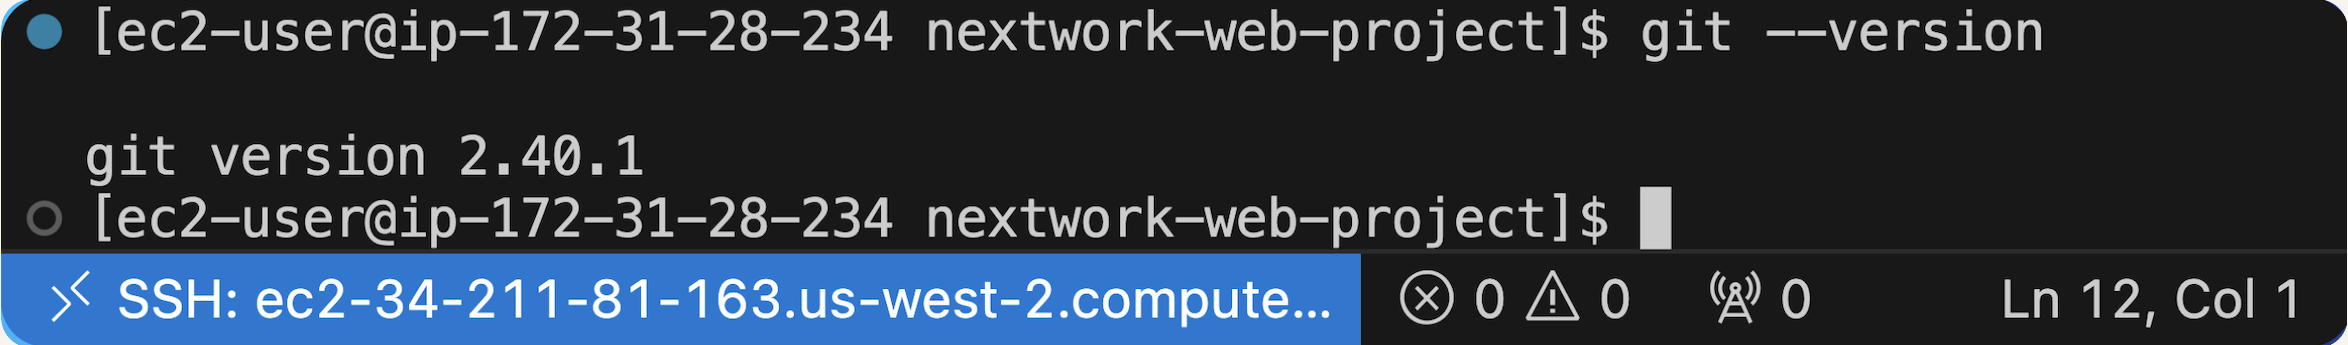 [ec2-user@ip-172-31-28-234 nextwork-web-project]$ git --version
git version 2.40.1
[ec2-user@ip-172-31-28-234 nextwork-web-project]$
SSH: ec2-34-211-81-163.us-west-2.compute... 0 0 0 Ln 12, Col 1